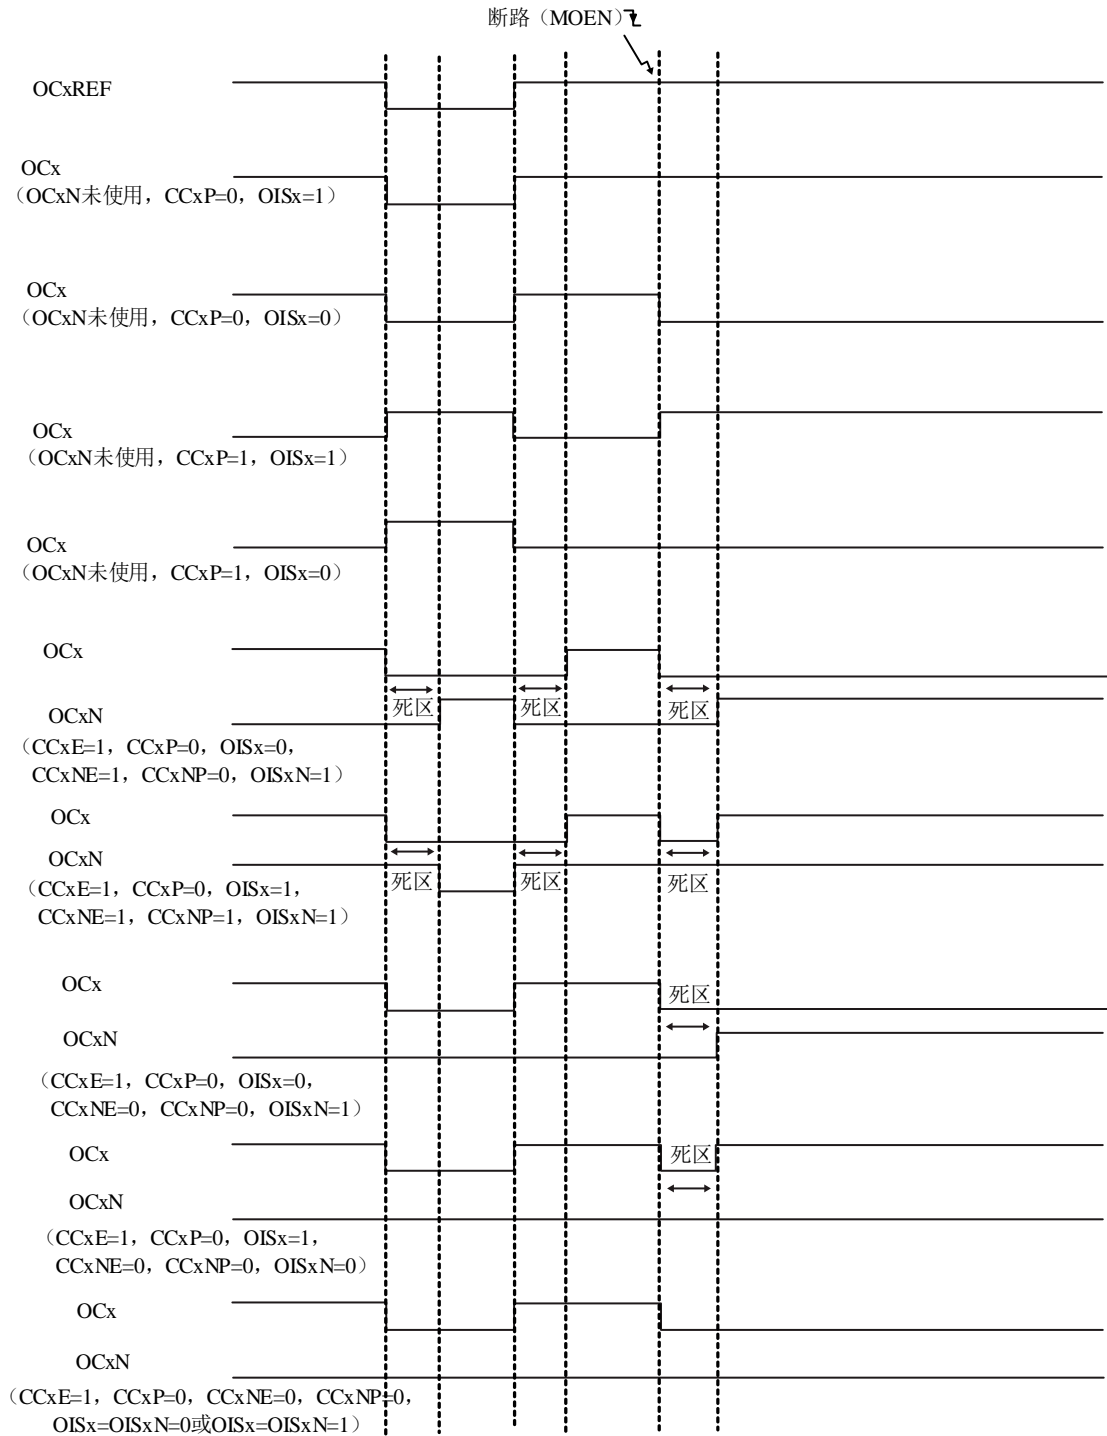 断路（MOEN）
OCxREF
OCx
（OCxN未使用，CCxP=0，OISx=1）
OCx
（OCxN未使用，CCxP=0，OISx=0）
OCx
（OCxN未使用，CCxP=1，OISx=1）
OCx
（OCxN未使用，CCxP=1，OISx=0）
OCx
死区 死区 死区
OCxN
（CCxE=1，CCxP=0，OISx=0，
CCxNE=1，CCxNP=0，OISxN=1）
OCx
OCxN
死区 死区 死区
（CCxE=1，CCxP=0，OISx=1，
CCxNE=1，CCxNP=1，OISxN=1）
OCx
死区
OCxN
（CCxE=1，CCxP=0，OISx=0，
CCxNE=0，CCxNP=0，OISxN=1）
OCx
死区
OCxN
（CCxE=1，CCxP=0，OISx=1，
CCxNE=0，CCxNP=0，OISxN=0）
OCx
OCxN
（CCxE=1，CCxP=0，CCxNE=0，CCxNP=0，
OISx=OISxN=0或OISx=OISxN=1）